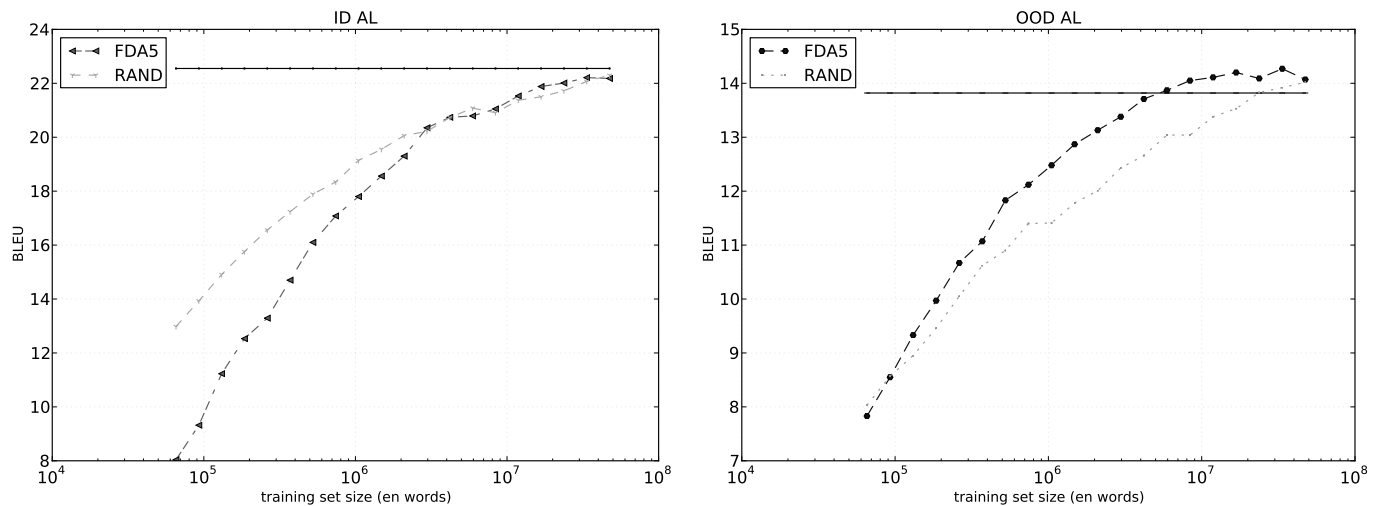 ID AL
24
22
20
18
16
14
12
10
8
BLEU
FDA5
RAND
10^4
10^5
10^6
10^7
10^8
training set size (en words)
OOD AL
15
14
13
12
11
10
9
8
7
BLEU
FDA5
RAND
10^4
10^5
10^6
10^7
10^8
training set size (en words)